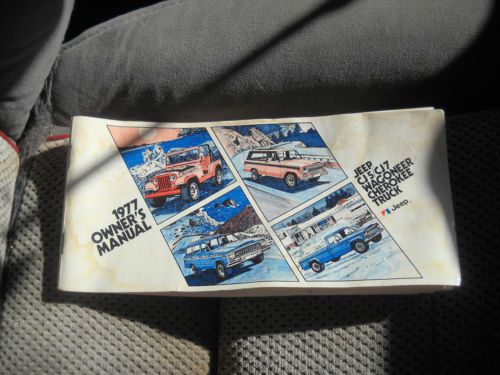 1977
OWNER'S
MANUAL
JEEP
CJ5 CJ7
WAGONEER
CHEROKEE
TRUCK
Jeep